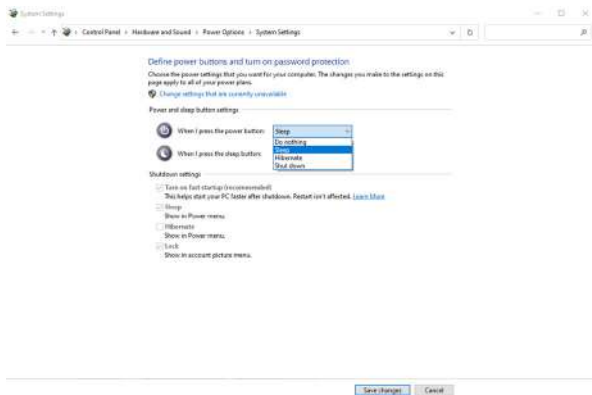 System Settings
Control Panel > Hardware and Sound > Power Options > System Settings
Define power buttons and turn on password protection
Choose the power settings that you want for your computer. The changes you make to the settings on this
page apply to all of your power plans.
Change settings that are currently unavailable
Power and sleep button settings
When I press the power button: Sleep
Do nothing
Sleep
Hibernate
Shut down
When I press the sleep button:
Shutdown settings
Turn on fast startup (recommended)
This helps start your PC faster after shutdown. Restart isn't affected. Learn More
Sleep
Show in Power menu.
Hibernate
Show in Power menu.
Lock
Show in account picture menu.
Save changes Cancel